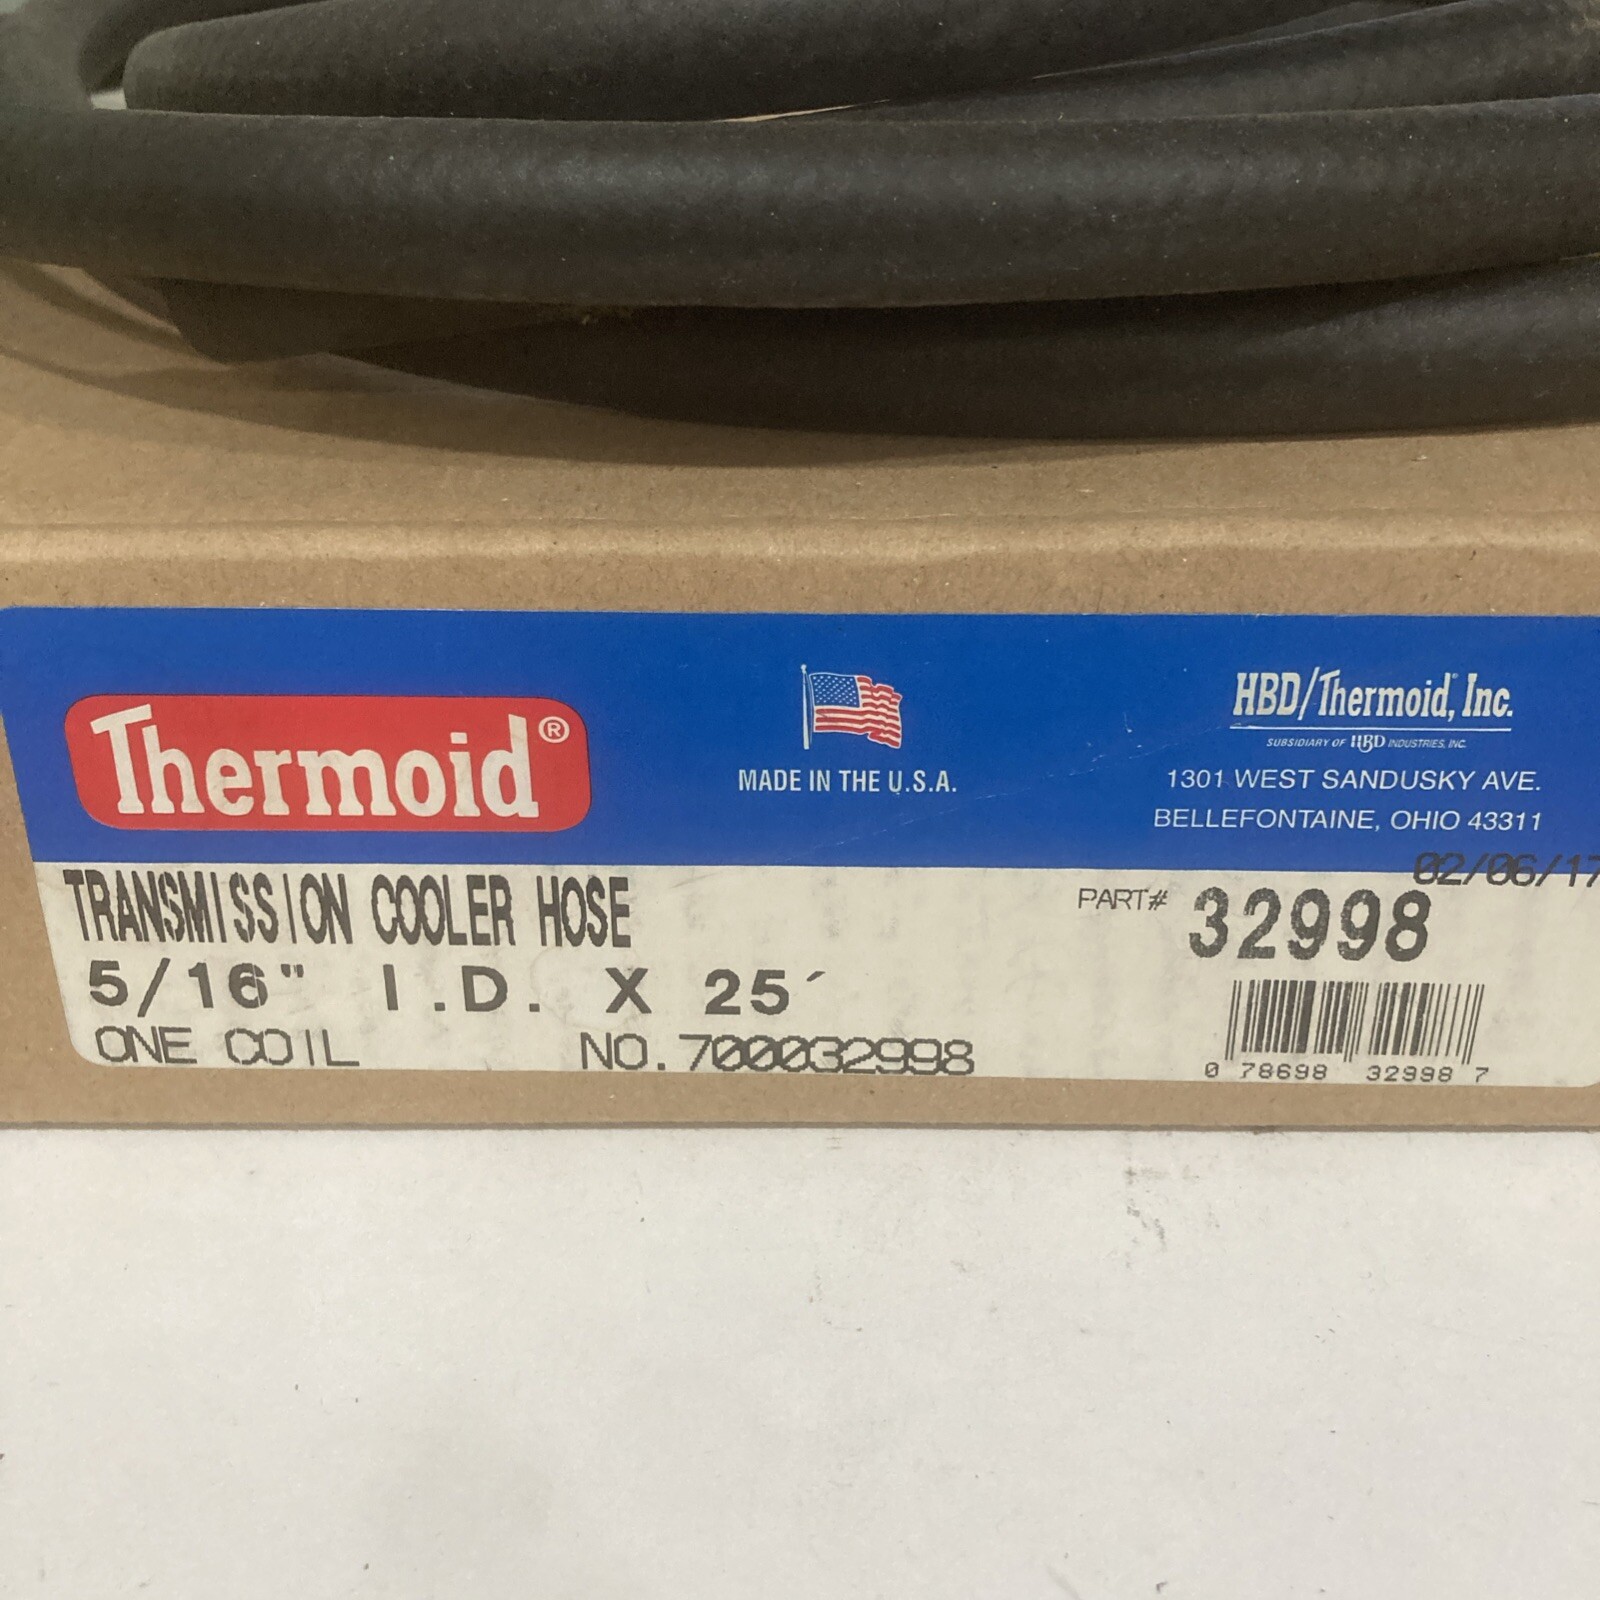 Thermoid®
MADE IN THE U.S.A.
HBD/Thermoid, Inc.
SUBSIDIARY OF HBD INDUSTRIES, INC.
1301 WEST SANDUSKY AVE.
BELLEFONTAINE, OHIO 43311
02/06/17
TRANSMISSION COOLER HOSE
PART# 32998
5/16" I.D. X 25´
ONE COIL NO.700032998
0 78698 32998 7